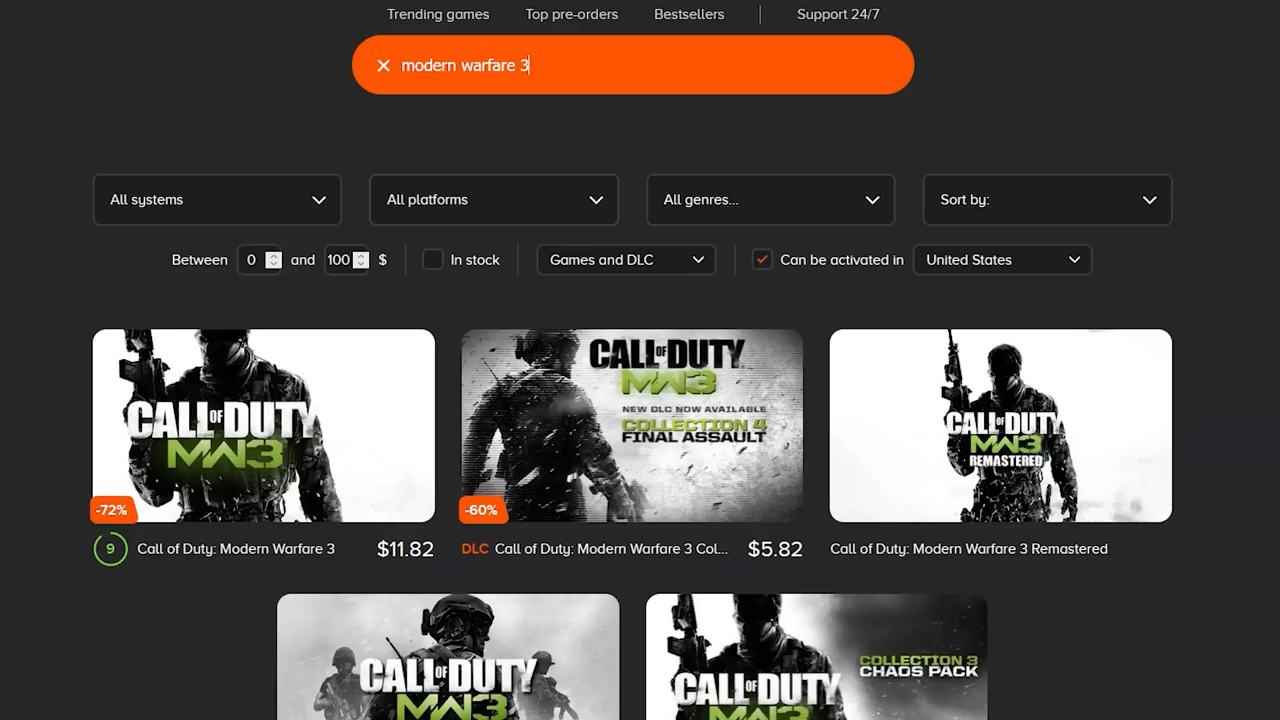 Trending games Top pre-orders Bestsellers Support 24/7
modern warfare 3
All systems All platforms All genres... Sort by:
Between 0 and 100 $ In stock Games and DLC Can be activated in United States
CALL OF DUTY
MW3
CALL OF DUTY
MW3
NEW DLC NOW AVAILABLE
COLLECTION 4
FINAL ASSAULT
CALL OF DUTY
MW3
REMASTERED
-72% -60%
9 Call of Duty: Modern Warfare 3 $11.82 DLC Call of Duty: Modern Warfare 3 Col... $5.82 Call of Duty: Modern Warfare 3 Remastered
CALL OF DUTY
MW3
COLLECTION 3
CHAOS PACK
CALL OF DUTY
MW3